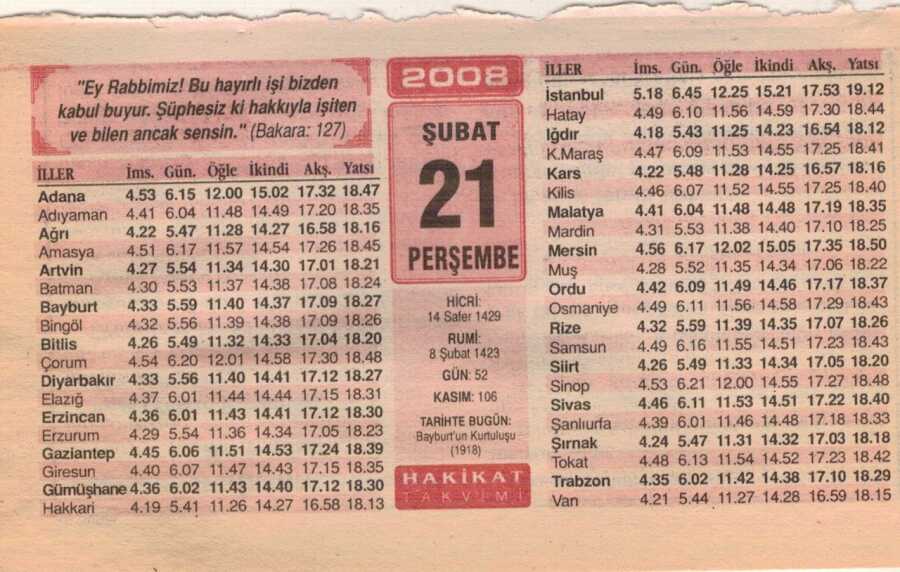 "Ey Rabbimiz! Bu hayırlı işi bizden
kabul buyur. Şüphesiz ki hakkıyla işiten
ve bilen ancak sensin." (Bakara: 127)
İLLER İms. Gün. Öğle İkindi Akş. Yatsı
Adana 4.53 6.15 12.00 15.02 17.32 18.47
Adıyaman 4.41 6.04 11.48 14.49 17.20 18.35
Ağrı 4.22 5.47 11.28 14.27 16.58 18.16
Amasya 4.51 6.17 11.57 14.54 17.26 18.45
Artvin 4.27 5.54 11.34 14.30 17.01 18.21
Batman 4.30 5.53 11.37 14.38 17.08 18.24
Bayburt 4.33 5.59 11.40 14.37 17.09 18.27
Bingöl 4.32 5.56 11.39 14.38 17.09 18.26
Bitlis 4.26 5.49 11.32 14.33 17.04 18.20
Çorum 4.54 6.20 12.01 14.58 17.30 18.48
Diyarbakır 4.33 5.56 11.40 14.41 17.12 18.27
Elazığ 4.37 6.01 11.44 14.44 17.15 18.31
Erzincan 4.36 6.01 11.43 14.41 17.12 18.30
Erzurum 4.29 5.54 11.36 14.34 17.05 18.23
Gaziantep 4.45 6.06 11.51 14.53 17.24 18.39
Giresun 4.40 6.07 11.47 14.43 17.15 18.35
Gümüşhane 4.36 6.02 11.43 14.40 17.12 18.30
Hakkari 4.19 5.41 11.26 14.27 16.58 18.13
2008
ŞUBAT
21
PERŞEMBE
HİCRİ:
14 Safer 1429
RUMİ:
8 Şubat 1423
GÜN: 52
KASIM: 106
TARİHTE BUGÜN:
Bayburt'un Kurtuluşu
(1918)
HAKİKAT
TAKVİMİ
İLLER İms. Gün. Öğle İkindi Akş. Yatsı
İstanbul 5.18 6.45 12.25 15.21 17.53 19.12
Hatay 4.49 6.10 11.56 14.59 17.30 18.44
Iğdır 4.18 5.43 11.25 14.23 16.54 18.12
K.Maraş 4.47 6.09 11.53 14.55 17.25 18.41
Kars 4.22 5.48 11.28 14.25 16.57 18.16
Kilis 4.46 6.07 11.52 14.55 17.25 18.40
Malatya 4.41 6.04 11.48 14.48 17.19 18.35
Mardin 4.31 5.53 11.38 14.40 17.10 18.25
Mersin 4.56 6.17 12.02 15.05 17.35 18.50
Muş 4.28 5.52 11.35 14.34 17.06 18.22
Ordu 4.42 6.09 11.49 14.46 17.17 18.37
Osmaniye 4.49 6.11 11.56 14.58 17.29 18.43
Rize 4.32 5.59 11.39 14.35 17.07 18.26
Samsun 4.49 6.16 11.55 14.51 17.23 18.43
Siirt 4.26 5.49 11.33 14.34 17.05 18.20
Sinop 4.53 6.21 12.00 14.55 17.27 18.48
Sivas 4.46 6.11 11.53 14.51 17.22 18.40
Şanlıurfa 4.39 6.01 11.46 14.48 17.18 18.33
Şırnak 4.24 5.47 11.31 14.32 17.03 18.18
Tokat 4.48 6.13 11.54 14.52 17.23 18.42
Trabzon 4.35 6.02 11.42 14.38 17.10 18.29
Van 4.21 5.44 11.27 14.28 16.59 18.15